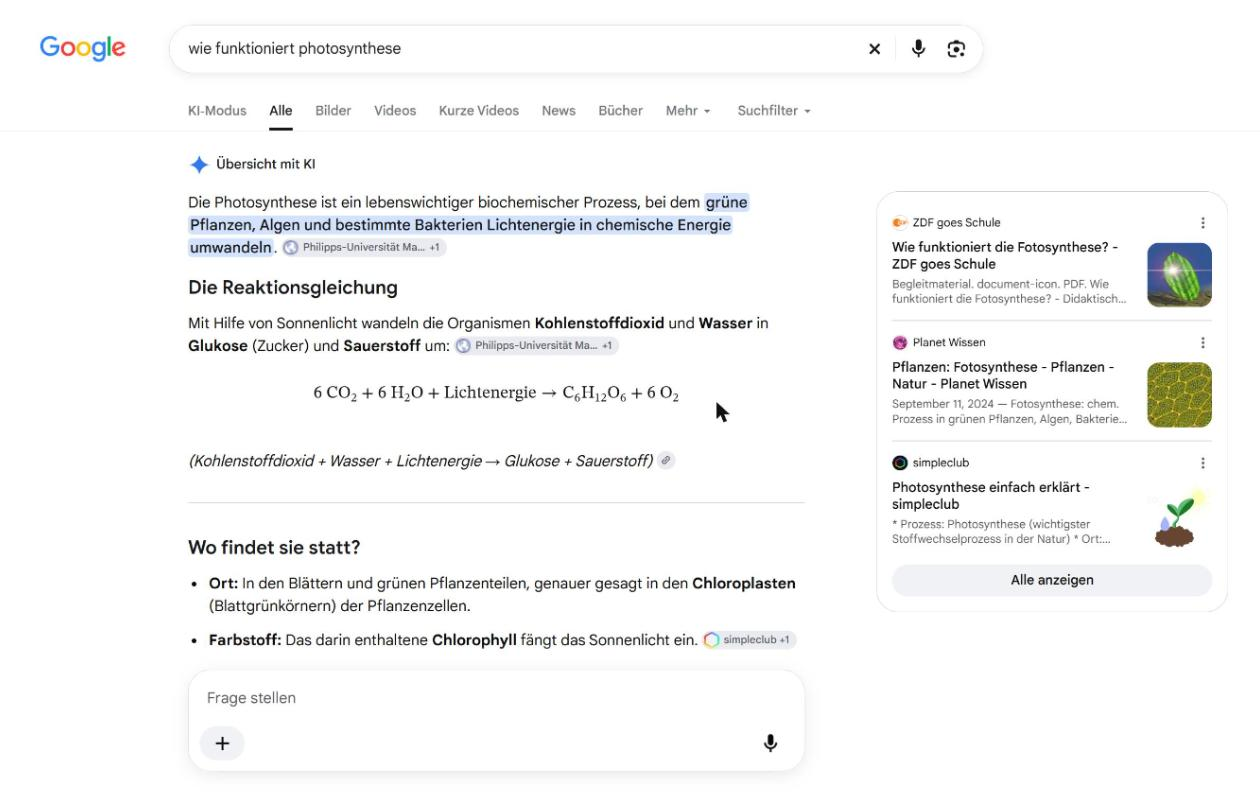 Google
wie funktioniert photosynthese
KI-Modus Alle Bilder Videos Kurze Videos News Bücher Mehr Suchfilter
Übersicht mit KI
Die Photosynthese ist ein lebenswichtiger biochemischer Prozess, bei dem grüne
Pflanzen, Algen und bestimmte Bakterien Lichtenergie in chemische Energie
umwandeln. Philipps-Universität Ma... +1
Die Reaktionsgleichung
Mit Hilfe von Sonnenlicht wandeln die Organismen Kohlenstoffdioxid und Wasser in
Glukose (Zucker) und Sauerstoff um: Philipps-Universität Ma... +1
6 CO₂ + 6 H₂O + Lichtenergie → C₆H₁₂O₆ + 6 O₂
(Kohlenstoffdioxid + Wasser + Lichtenergie → Glukose + Sauerstoff)
Wo findet sie statt?
• Ort: In den Blättern und grünen Pflanzenteilen, genauer gesagt in den Chloroplasten
(Blattgrünkörnern) der Pflanzenzellen.
• Farbstoff: Das darin enthaltene Chlorophyll fängt das Sonnenlicht ein. simpleclub +1
Frage stellen
ZDF goes Schule
Wie funktioniert die Fotosynthese? -
ZDF goes Schule
Begleitmaterial. document-icon. PDF. Wie
funktioniert die Fotosynthese? - Didaktisch...
Planet Wissen
Pflanzen: Fotosynthese - Pflanzen -
Natur - Planet Wissen
September 11, 2024 — Fotosynthese: chem.
Prozess in grünen Pflanzen, Algen, Bakterie...
simpleclub
Photosynthese einfach erklärt -
simpleclub
* Prozess: Photosynthese (wichtigster
Stoffwechselprozess in der Natur) * Ort:...
Alle anzeigen